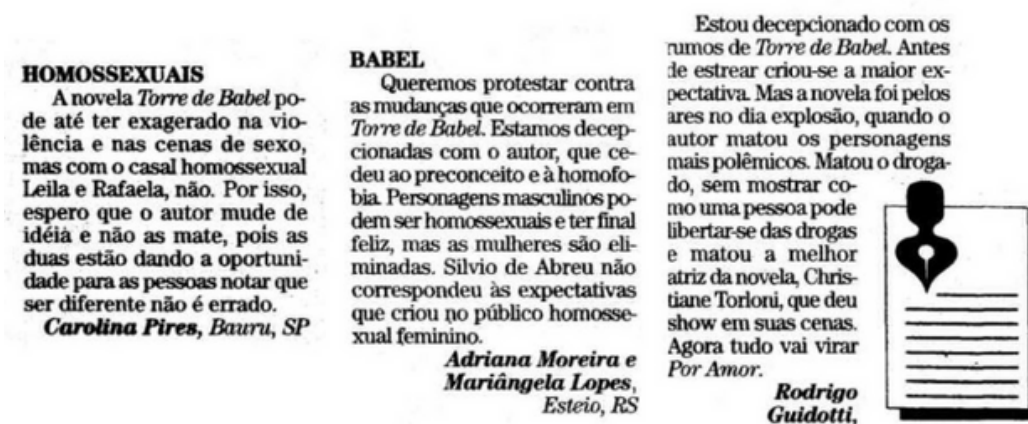 HOMOSSEXUAIS
A novela Torre de Babel po-
de até ter exagerado na vio-
lência e nas cenas de sexo,
mas com o casal homossexual
Leila e Rafaela, não. Por isso,
espero que o autor mude de
idéia e não as mate, pois as
duas estão dando a oportuni-
dade para as pessoas notar que
ser diferente não é errado.
Carolina Pires, Bauru, SP
BABEL
Queremos protestar contra
as mudanças que ocorreram em
Torre de Babel. Estamos decep-
cionadas com o autor, que ce-
deu ao preconceito e à homofo-
bia. Personagens masculinos po-
dem ser homossexuais e ter final
feliz, mas as mulheres são eli-
minadas. Silvio de Abreu não
correspondeu às expectativas
que criou no público homosse-
xual feminino.
Adriana Moreira e
Mariângela Lopes,
Esteio, RS
Estou decepcionado com os
rumos de Torre de Babel. Antes
de estrear criou-se a maior ex-
pectativa. Mas a novela foi pelos
ares no dia explosão, quando o
autor matou os personagens
mais polêmicos. Matou o droga-
do, sem mostrar co-
mo uma pessoa pode
libertar-se das drogas
e matou a melhor
atriz da novela, Chris-
tiane Torloni, que deu
show em suas cenas.
Agora tudo vai virar
Por Amor.
Rodrigo
Guidotti,